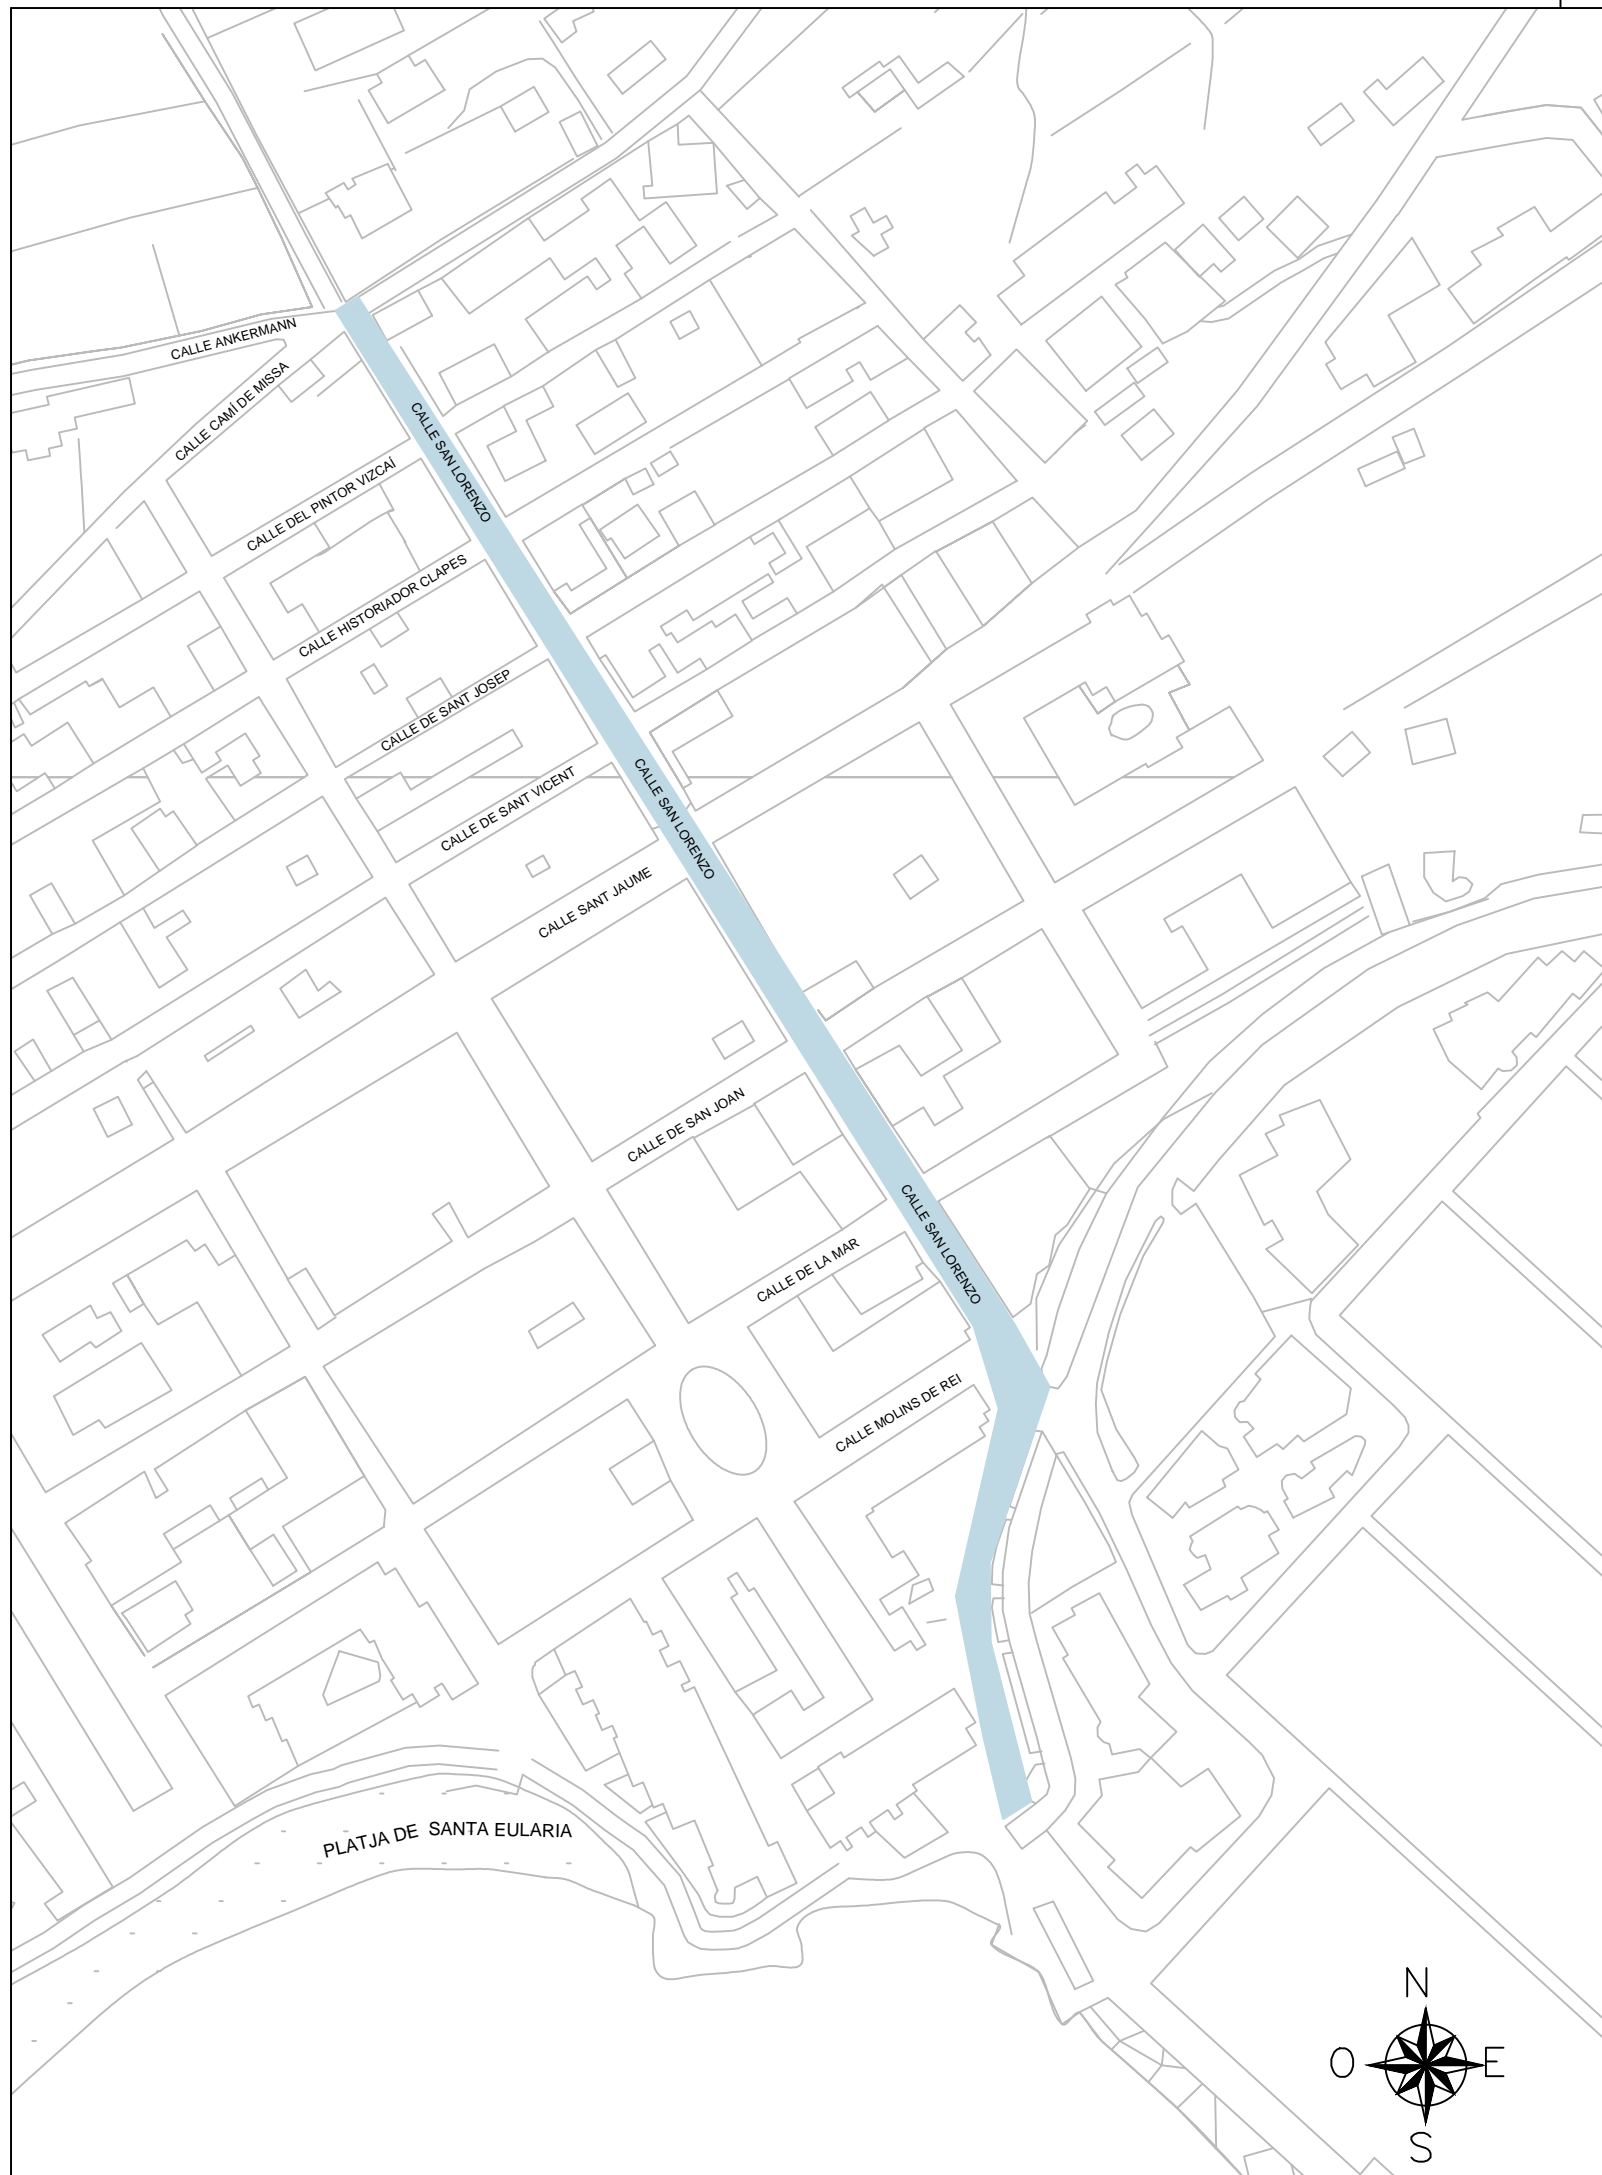 CALLE ANKERMANN
CALLE CAMÍ DE MISSA
CALLE SAN LORENZO
CALLE DEL PINTOR VIZCAÍ
CALLE HISTORIADOR CLAPES
CALLE DE SANT JOSEP
CALLE DE SANT VICENT
CALLE SAN LORENZO
CALLE SANT JAUME
CALLE DE SAN JOAN
CALLE SAN LORENZO
CALLE DE LA MAR
CALLE MOLINS DE REI
PLATJA DE SANTA EULARIA
N
O E
S